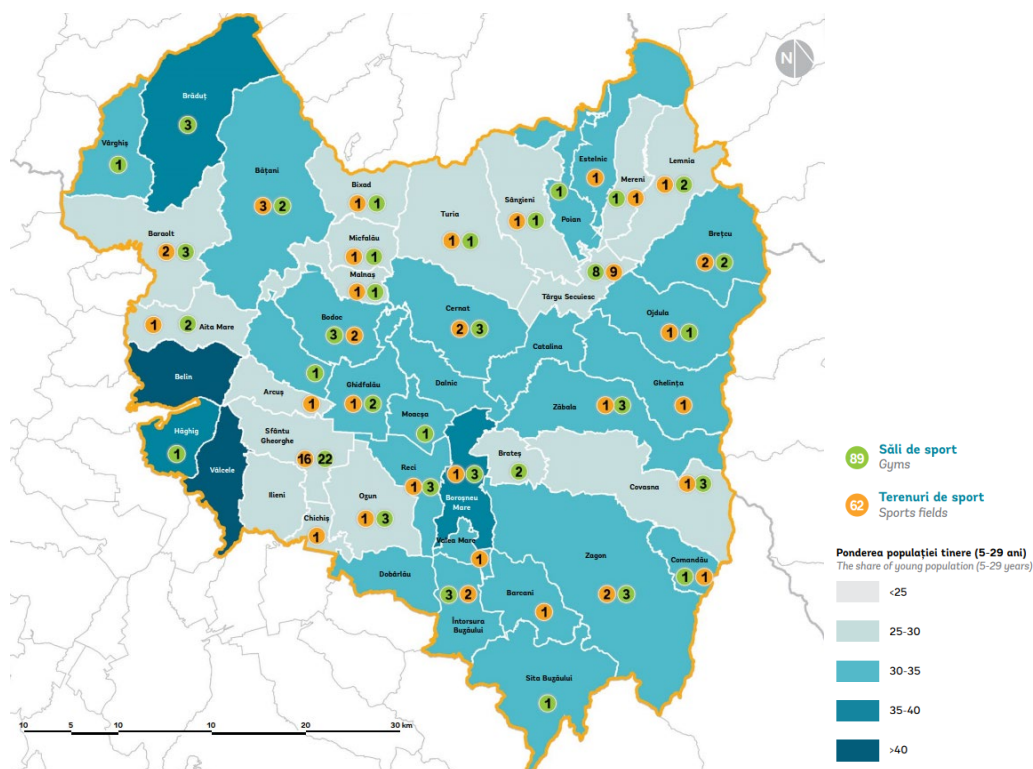 N
Brăduț
3
Vârghiș
1
Bățani
3 2
Baraolt
2 3
Bixad
1 1
Micfalău
1 1
Malnaș
1 1
Turia
1 1
Sânzieni
1 1
Estelnic
1
1
Poian
Mereni
1 1
Lemnia
1 2
Brețcu
2 2
8 9
Târgu Secuiesc
Ojdula
1 1
1 2 Aita Mare
Bodoc
3 2
1
Cernat
2 3
Catalina
Ghelința
1
Belin
Arcuș
1
Ghidfalău
1 2
Dalnic
Zăbala
1 3
Moacșa
1
Hăghig
1
Vâlcele
Sfântu
Gheorghe
16 22
Reci
1 3
1 3
Boroșneu
Mare
Brateș
2
Covasna
1 3
Ilieni
Ozun
1 3
Chichiș
1
Valea Mare
1
Zagon
2 3
Comandău
1 1
Dobârlău
3 2
Întorsura
Buzăului
Barcani
1
Sita Buzăului
1
10 5 10 10 20 30 km
89 Săli de sport
Gyms
62 Terenuri de sport
Sports fields
Ponderea populației tinere (5-29 ani)
The share of young population (5-29 years)
<25
25-30
30-35
35-40
>40